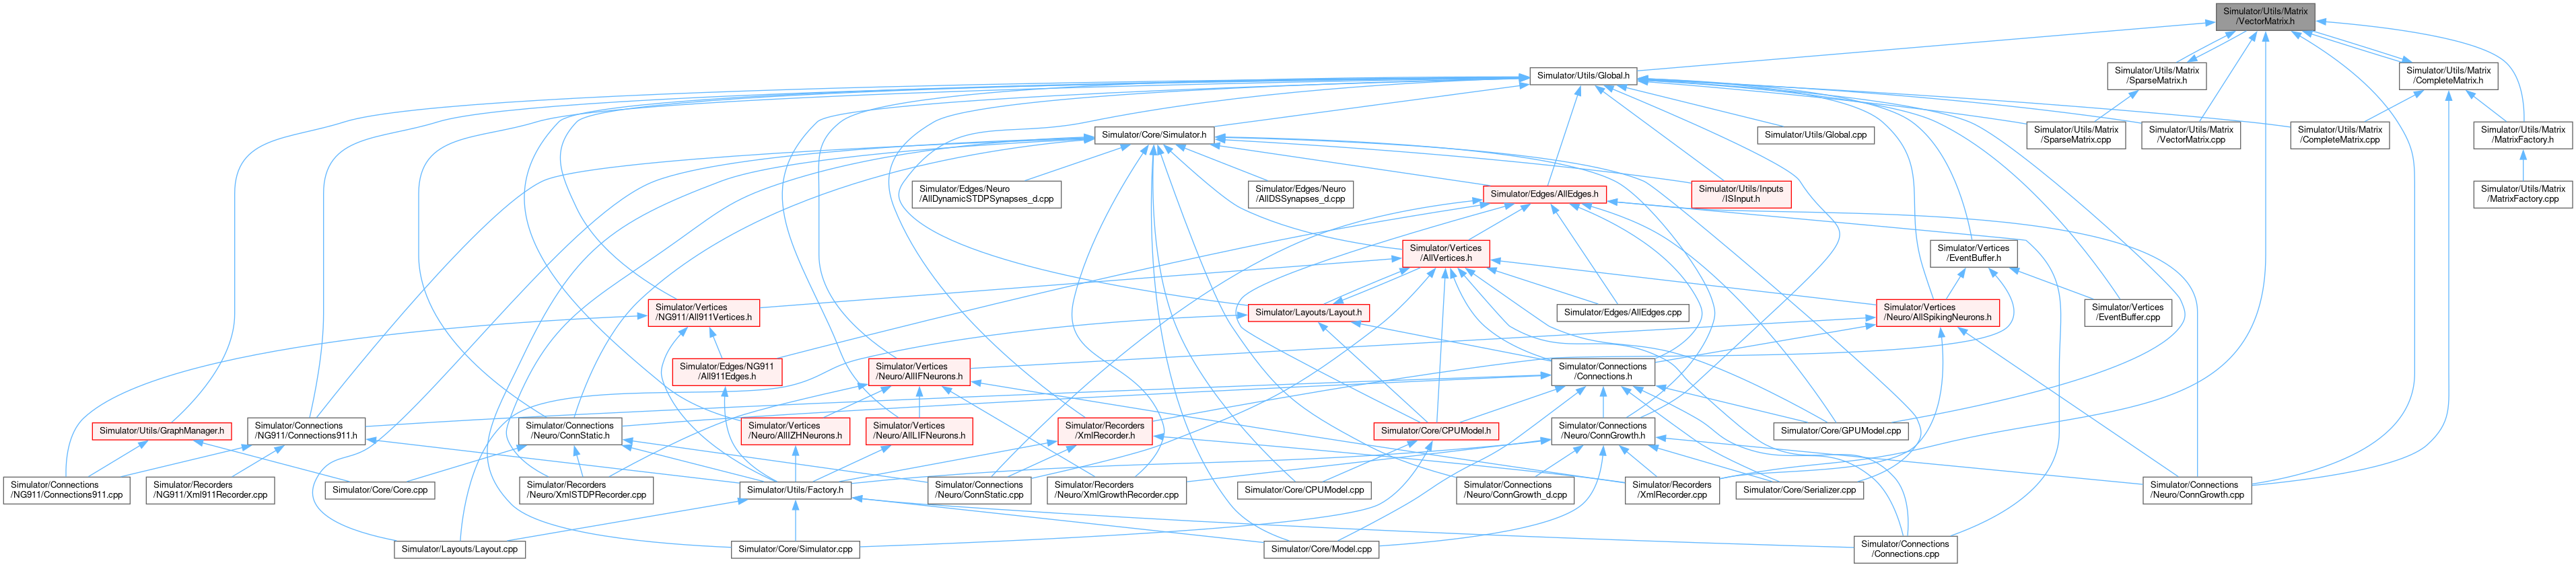 Simulator/Utils/Matrix
/VectorMatrix.h
Simulator/Utils/Global.h
Simulator/Utils/Matrix
/SparseMatrix.h
Simulator/Utils/Matrix
/CompleteMatrix.h
Simulator/Core/Simulator.h
Simulator/Utils/Global.cpp
Simulator/Utils/Matrix
/SparseMatrix.cpp
Simulator/Utils/Matrix
/VectorMatrix.cpp
Simulator/Utils/Matrix
/CompleteMatrix.cpp
Simulator/Utils/Matrix
/MatrixFactory.h
Simulator/Edges/Neuro
/AllDynamicSTDPSynapses_d.cpp
Simulator/Edges/Neuro
/AllDSSynapses_d.cpp
Simulator/Edges/AllEdges.h
Simulator/Utils/Inputs
/ISInput.h
Simulator/Utils/Matrix
/MatrixFactory.cpp
Simulator/Vertices
/AllVertices.h
Simulator/Vertices
/EventBuffer.h
Simulator/Vertices
/NG911/All911Vertices.h
Simulator/Layouts/Layout.h
Simulator/Edges/AllEdges.cpp
Simulator/Vertices
/Neuro/AllSpikingNeurons.h
Simulator/Vertices
/EventBuffer.cpp
Simulator/Edges/NG911
/All911Edges.h
Simulator/Vertices
/Neuro/AllIFNeurons.h
Simulator/Connections
/Connections.h
Simulator/Utils/GraphManager.h
Simulator/Connections
/NG911/Connections911.h
Simulator/Connections
/Neuro/ConnStatic.h
Simulator/Vertices
/Neuro/AllIZHNeurons.h
Simulator/Vertices
/Neuro/AllLIFNeurons.h
Simulator/Recorders
/XmlRecorder.h
Simulator/Core/CPUModel.h
Simulator/Connections
/Neuro/ConnGrowth.h
Simulator/Core/GPUModel.cpp
Simulator/Connections
/NG911/Connections911.cpp
Simulator/Recorders
/NG911/Xml911Recorder.cpp
Simulator/Core/Core.cpp
Simulator/Recorders
/Neuro/XmlSTDPRecorder.cpp
Simulator/Utils/Factory.h
Simulator/Connections
/Neuro/ConnStatic.cpp
Simulator/Recorders
/Neuro/XmlGrowthRecorder.cpp
Simulator/Core/CPUModel.cpp
Simulator/Connections
/Neuro/ConnGrowth_d.cpp
Simulator/Recorders
/XmlRecorder.cpp
Simulator/Core/Serializer.cpp
Simulator/Connections
/Neuro/ConnGrowth.cpp
Simulator/Layouts/Layout.cpp
Simulator/Core/Simulator.cpp
Simulator/Core/Model.cpp
Simulator/Connections
/Connections.cpp